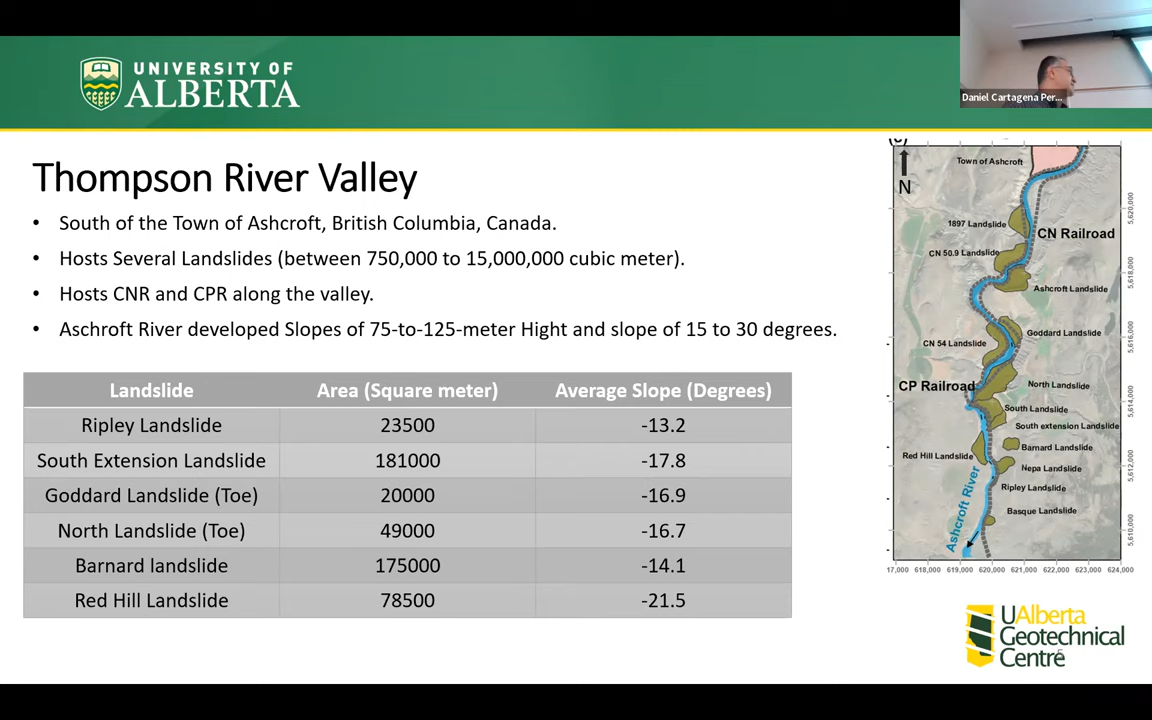 UNIVERSITY OF
ALBERTA
Daniel Cartagena Per...
Thompson River Valley
• South of the Town of Ashcroft, British Columbia, Canada.
• Hosts Several Landslides (between 750,000 to 15,000,000 cubic meter).
• Hosts CNR and CPR along the valley.
• Aschroft River developed Slopes of 75-to-125-meter Hight and slope of 15 to 30 degrees.
Landslide Area (Square meter) Average Slope (Degrees)
Ripley Landslide 23500 -13.2
South Extension Landslide 181000 -17.8
Goddard Landslide (Toe) 20000 -16.9
North Landslide (Toe) 49000 -16.7
Barnard landslide 175000 -14.1
Red Hill Landslide 78500 -21.5
N
Town of Ashcroft
1897 Landslide
CN Railroad
CN 50.9 Landslide
Ashcroft Landslide
Goddard Landslide
CN 54 Landslide
CP Railroad
North Landslide
South Landslide
South extension Landslide
Barnard Landslide
Red Hill Landslide
Nepa Landslide
Ripley Landslide
Basque Landslide
Ashcroft River
5,620,000
5,618,000
5,616,000
5,614,000
5,612,000
5,610,000
17,000 618,000 619,000 620,000 621,000 622,000 623,000 624,000
UAlberta
Geotechnical
Centre
5